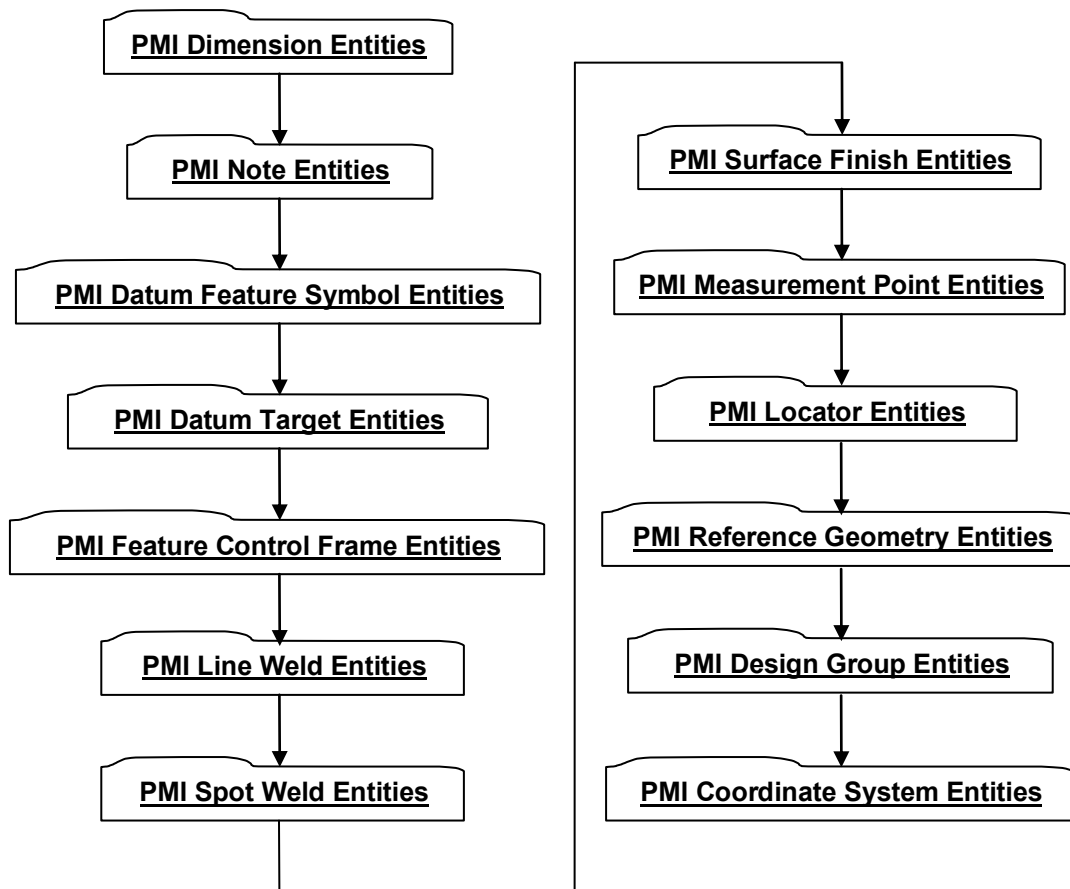 PMI Dimension Entities
PMI Note Entities
PMI Datum Feature Symbol Entities
PMI Datum Target Entities
PMI Feature Control Frame Entities
PMI Line Weld Entities
PMI Spot Weld Entities
PMI Surface Finish Entities
PMI Measurement Point Entities
PMI Locator Entities
PMI Reference Geometry Entities
PMI Design Group Entities
PMI Coordinate System Entities